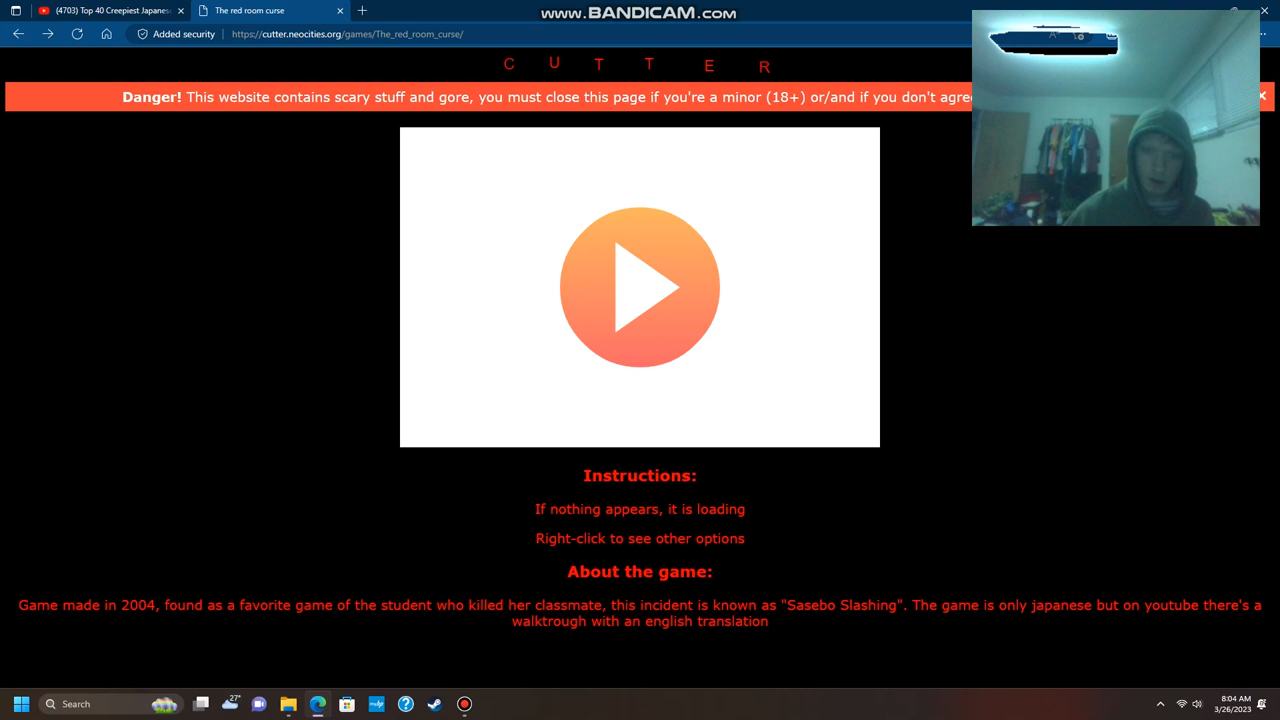 www.BANDICAM.com
(4703) Top 40 Creepiest Japanes
The red room curse
Added security
https://cutter.neocities.org/games/The_red_room_curse/
C U T T E R
Danger! This website contains scary stuff and gore, you must close this page if you're a minor (18+) or/and if you don't agree
Instructions:
If nothing appears, it is loading
Right-click to see other options
About the game:
Game made in 2004, found as a favorite game of the student who killed her classmate, this incident is known as "Sasebo Slashing". The game is only japanese but on youtube there's a
walktrough with an english translation
Search
27°
8:04 AM
3/26/2023